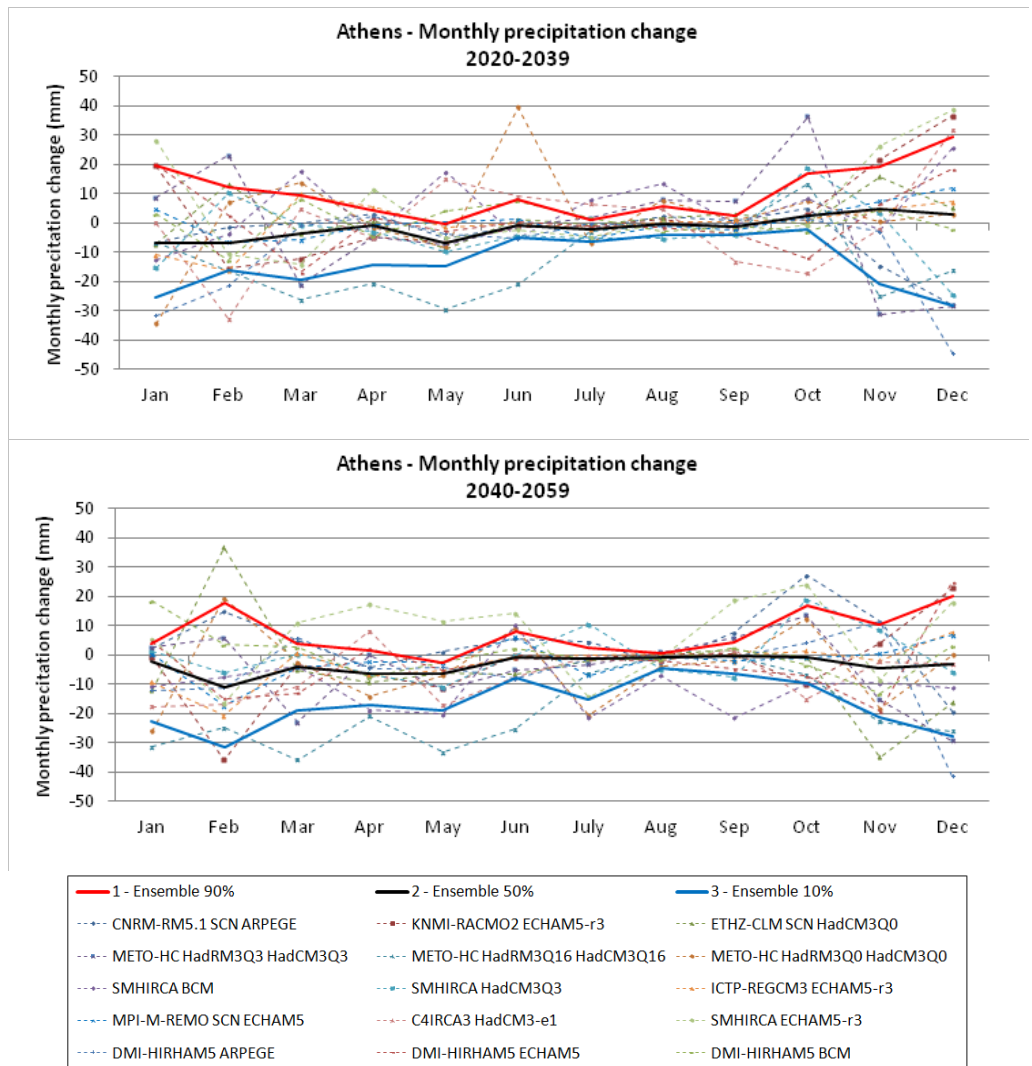 Athens - Monthly precipitation change
2020-2039
Monthly precitation change (mm)
50
40
30
20
10
0
-10
-20
-30
-40
-50
Jan Feb Mar Apr May Jun July Aug Sep Oct Nov Dec
Athens - Monthly precipitation change
2040-2059
Monthly precipitation change (mm)
50
40
30
20
10
0
-10
-20
-30
-40
-50
Jan Feb Mar Apr May Jun July Aug Sep Oct Nov Dec
1 - Ensemble 90% 2 - Ensemble 50% 3 - Ensemble 10%
CNRM-RM5.1 SCN ARPEGE KNMI-RACMO2 ECHAM5-r3 ETHZ-CLM SCN HadCM3Q0
METO-HC HadRM3Q3 HadCM3Q3 METO-HC HadRM3Q16 HadCM3Q16 METO-HC HadRM3Q0 HadCM3Q0
SMHIRCA BCM SMHIRCA HadCM3Q3 ICTP-REGCM3 ECHAM5-r3
MPI-M-REMO SCN ECHAM5 C4IRCA3 HadCM3-e1 SMHIRCA ECHAM5-r3
DMI-HIRHAM5 ARPEGE DMI-HIRHAM5 ECHAM5 DMI-HIRHAM5 BCM